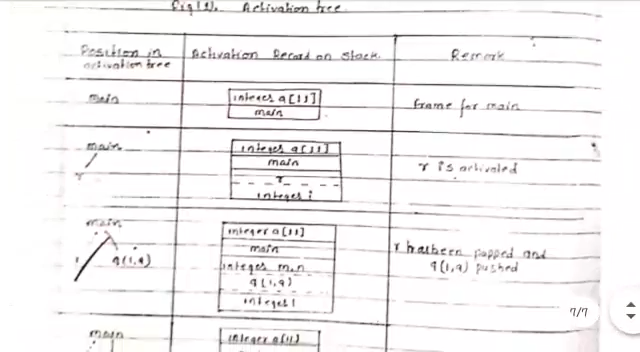 Fig(2). Activation tree
Position in
activation tree
Activation Record on stack.
Remark
main
integer a[11]
main
frame for main
main
r
integer a[11]
main
r
integer i
r is activated
main
r
q(1,9)
integer a[11]
main
integer m,n
q(1,9)
integer i
r has been popped and
q(1,9) pushed
main
integer a[11]
7/7